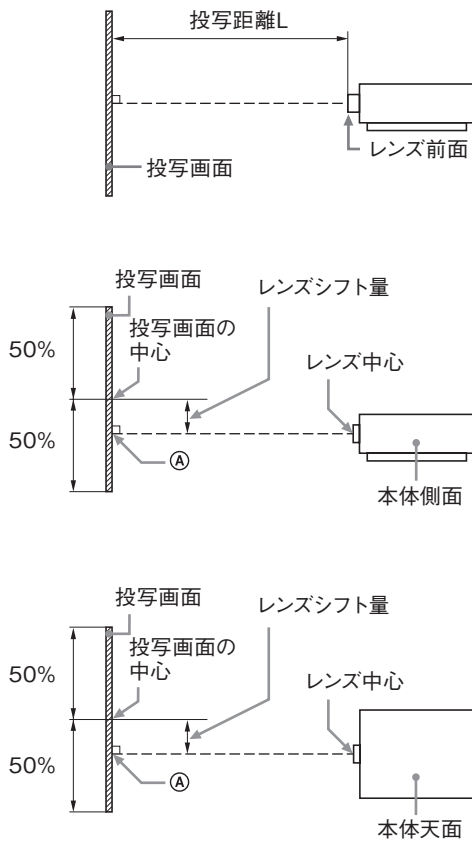 投写距離L
レンズ前面
投写画面
投写画面
レンズシフト量
投写画面の
中心
50%
レンズ中心
50%
Ⓐ
本体側面
投写画面
レンズシフト量
投写画面の
中心
50%
レンズ中心
50%
Ⓐ
本体天面